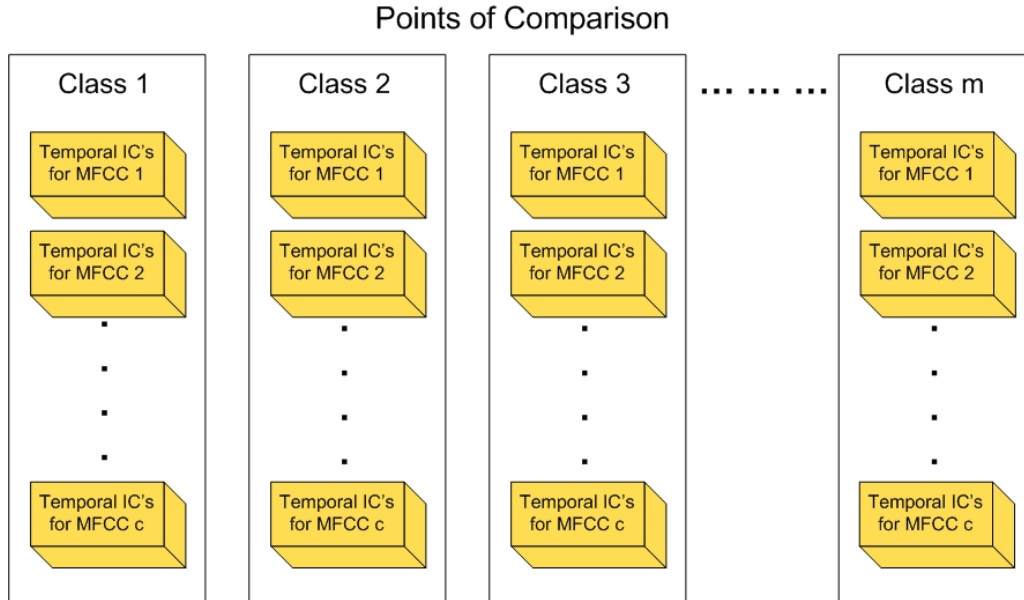 Points of Comparison
Class 1
Temporal IC's
for MFCC 1
Temporal IC's
for MFCC 2
Temporal IC's
for MFCC c
Class 2
Temporal IC's
for MFCC 1
Temporal IC's
for MFCC 2
Temporal IC's
for MFCC c
Class 3
Temporal IC's
for MFCC 1
Temporal IC's
for MFCC 2
Temporal IC's
for MFCC c
... ... ...
Class m
Temporal IC's
for MFCC 1
Temporal IC's
for MFCC 2
Temporal IC's
for MFCC c